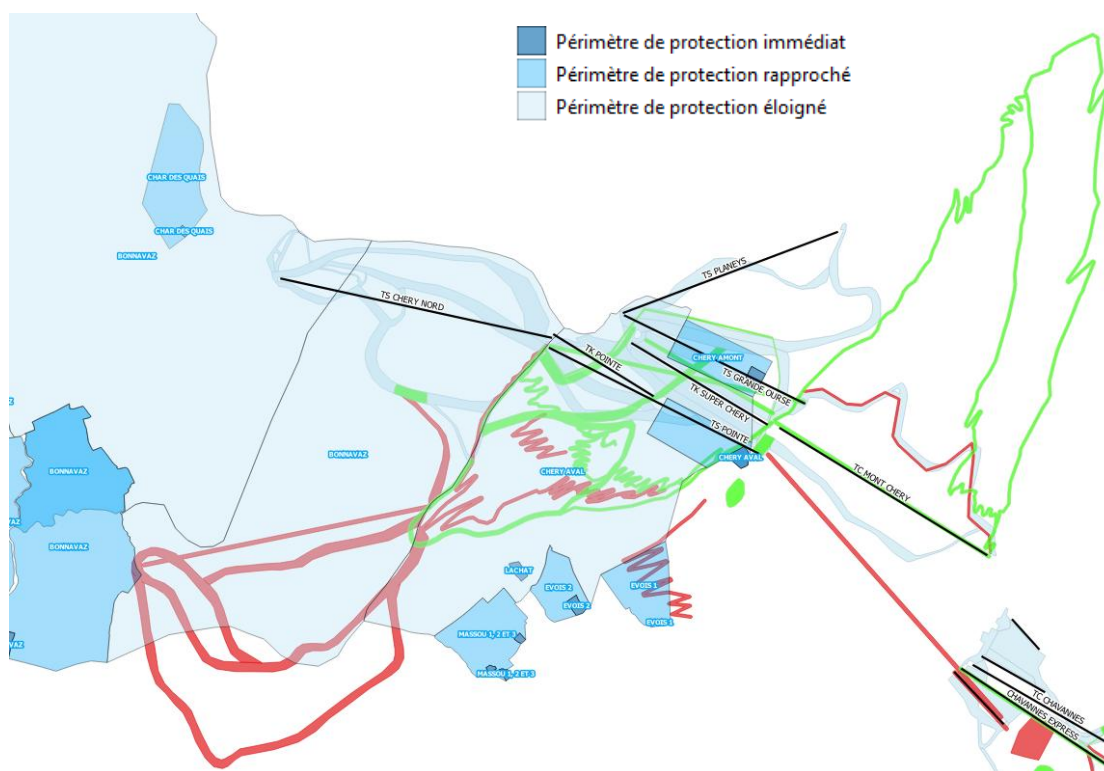 Périmètre de protection immédiat
Périmètre de protection rapproché
Périmètre de protection éloigné
CHAR DES QUAIS
CHAR DES QUAIS
BONNAVAZ
TS PLANEYS
TS CHERY NORD
TK POINTE
CHERY AMONT
TS GRANDE OURSE
TK SUPER CHERY
TS POINTE
BONNAVAZ
CHERY AVAL
CHERY AVAL
BONNAVAZ
TC MONT CHERY
BONNAVAZ
LACHAT
EVOIS 2
EVOIS 1
EVOIS 2
EVOIS 1
MASSOU 1, 2 ET 3
MASSOU 1, 2 ET 3
VAZ
TC CHAVANNES
CHAVANNES EXPRESS